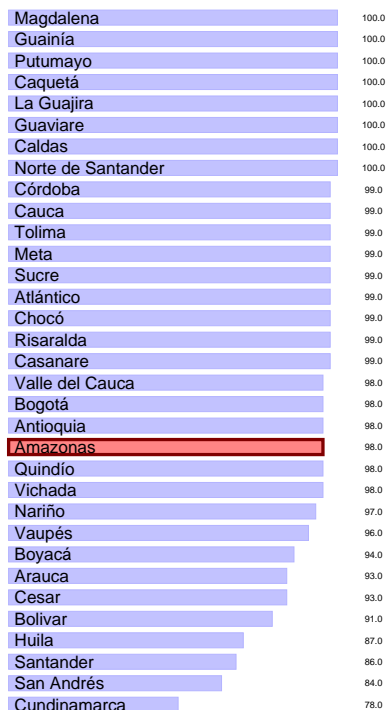 Magdalena 100.0
Guainía 100.0
Putumayo 100.0
Caquetá 100.0
La Guajira 100.0
Guaviare 100.0
Caldas 100.0
Norte de Santander 100.0
Córdoba 99.0
Cauca 99.0
Tolima 99.0
Meta 99.0
Sucre 99.0
Atlántico 99.0
Chocó 99.0
Risaralda 99.0
Casanare 99.0
Valle del Cauca 98.0
Bogotá 98.0
Antioquia 98.0
Amazonas 98.0
Quindío 98.0
Vichada 98.0
Nariño 97.0
Vaupés 96.0
Boyacá 94.0
Arauca 93.0
Cesar 93.0
Bolivar 91.0
Huila 87.0
Santander 86.0
San Andrés 84.0
Cundinamarca 78.0